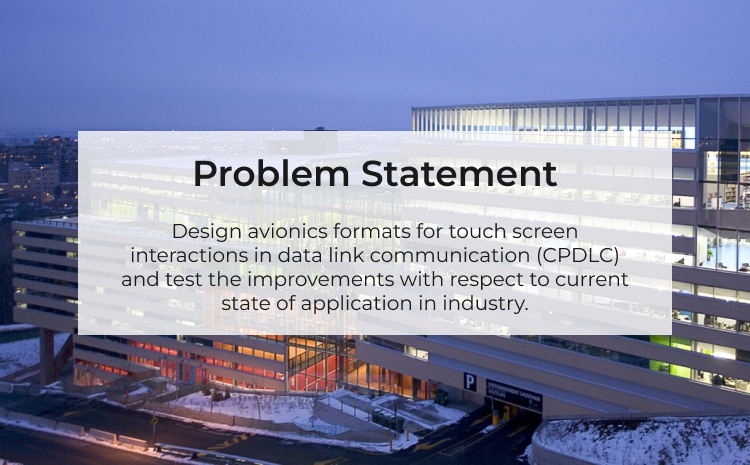 Problem Statement
Design avionics formats for touch screen
interactions in data link communication (CPDLC)
and test the improvements with respect to current
state of application in industry.
P